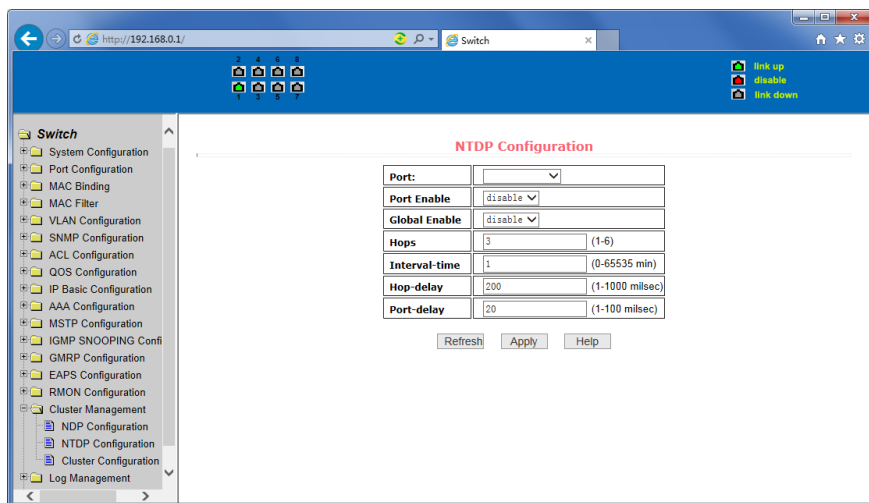 http://192.168.0.1/
Switch
2 4 6 8
1 3 5 7
link up
disable
link down
Switch
System Configuration
Port Configuration
MAC Binding
MAC Filter
VLAN Configuration
SNMP Configuration
ACL Configuration
QOS Configuration
IP Basic Configuration
AAA Configuration
MSTP Configuration
IGMP SNOOPING Confi
GMRP Configuration
EAPS Configuration
RMON Configuration
Cluster Management
NDP Configuration
NTDP Configuration
Cluster Configuration
Log Management
NTDP Configuration
Port:
Port Enable disable
Global Enable disable
Hops 3 (1-6)
Interval-time 1 (0-65535 min)
Hop-delay 200 (1-1000 milsec)
Port-delay 20 (1-100 milsec)
Refresh Apply Help